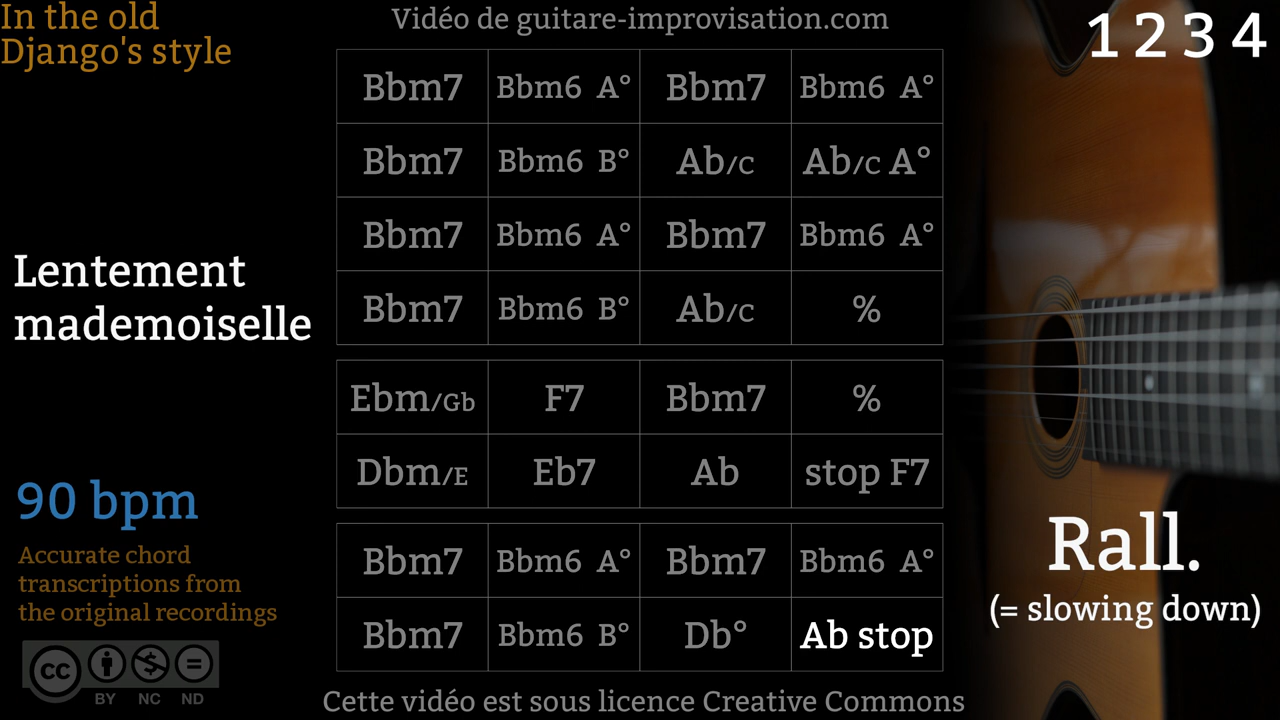 In the old
Django's style
Vidéo de guitare-improvisation.com
1 2 3 4
Bbm7 Bbm6 A° Bbm7 Bbm6 A°
Bbm7 Bbm6 B° Ab/C Ab/C A°
Bbm7 Bbm6 A° Bbm7 Bbm6 A°
Bbm7 Bbm6 B° Ab/C %
Lentement
mademoiselle
Ebm/Gb F7 Bbm7 %
Dbm/E Eb7 Ab stop F7
90 bpm
Accurate chord
transcriptions from
the original recordings
Bbm7 Bbm6 A° Bbm7 Bbm6 A°
Bbm7 Bbm6 B° Db° Ab stop
Rall.
(= slowing down)
cc
BY NC ND
Cette vidéo est sous licence Creative Commons